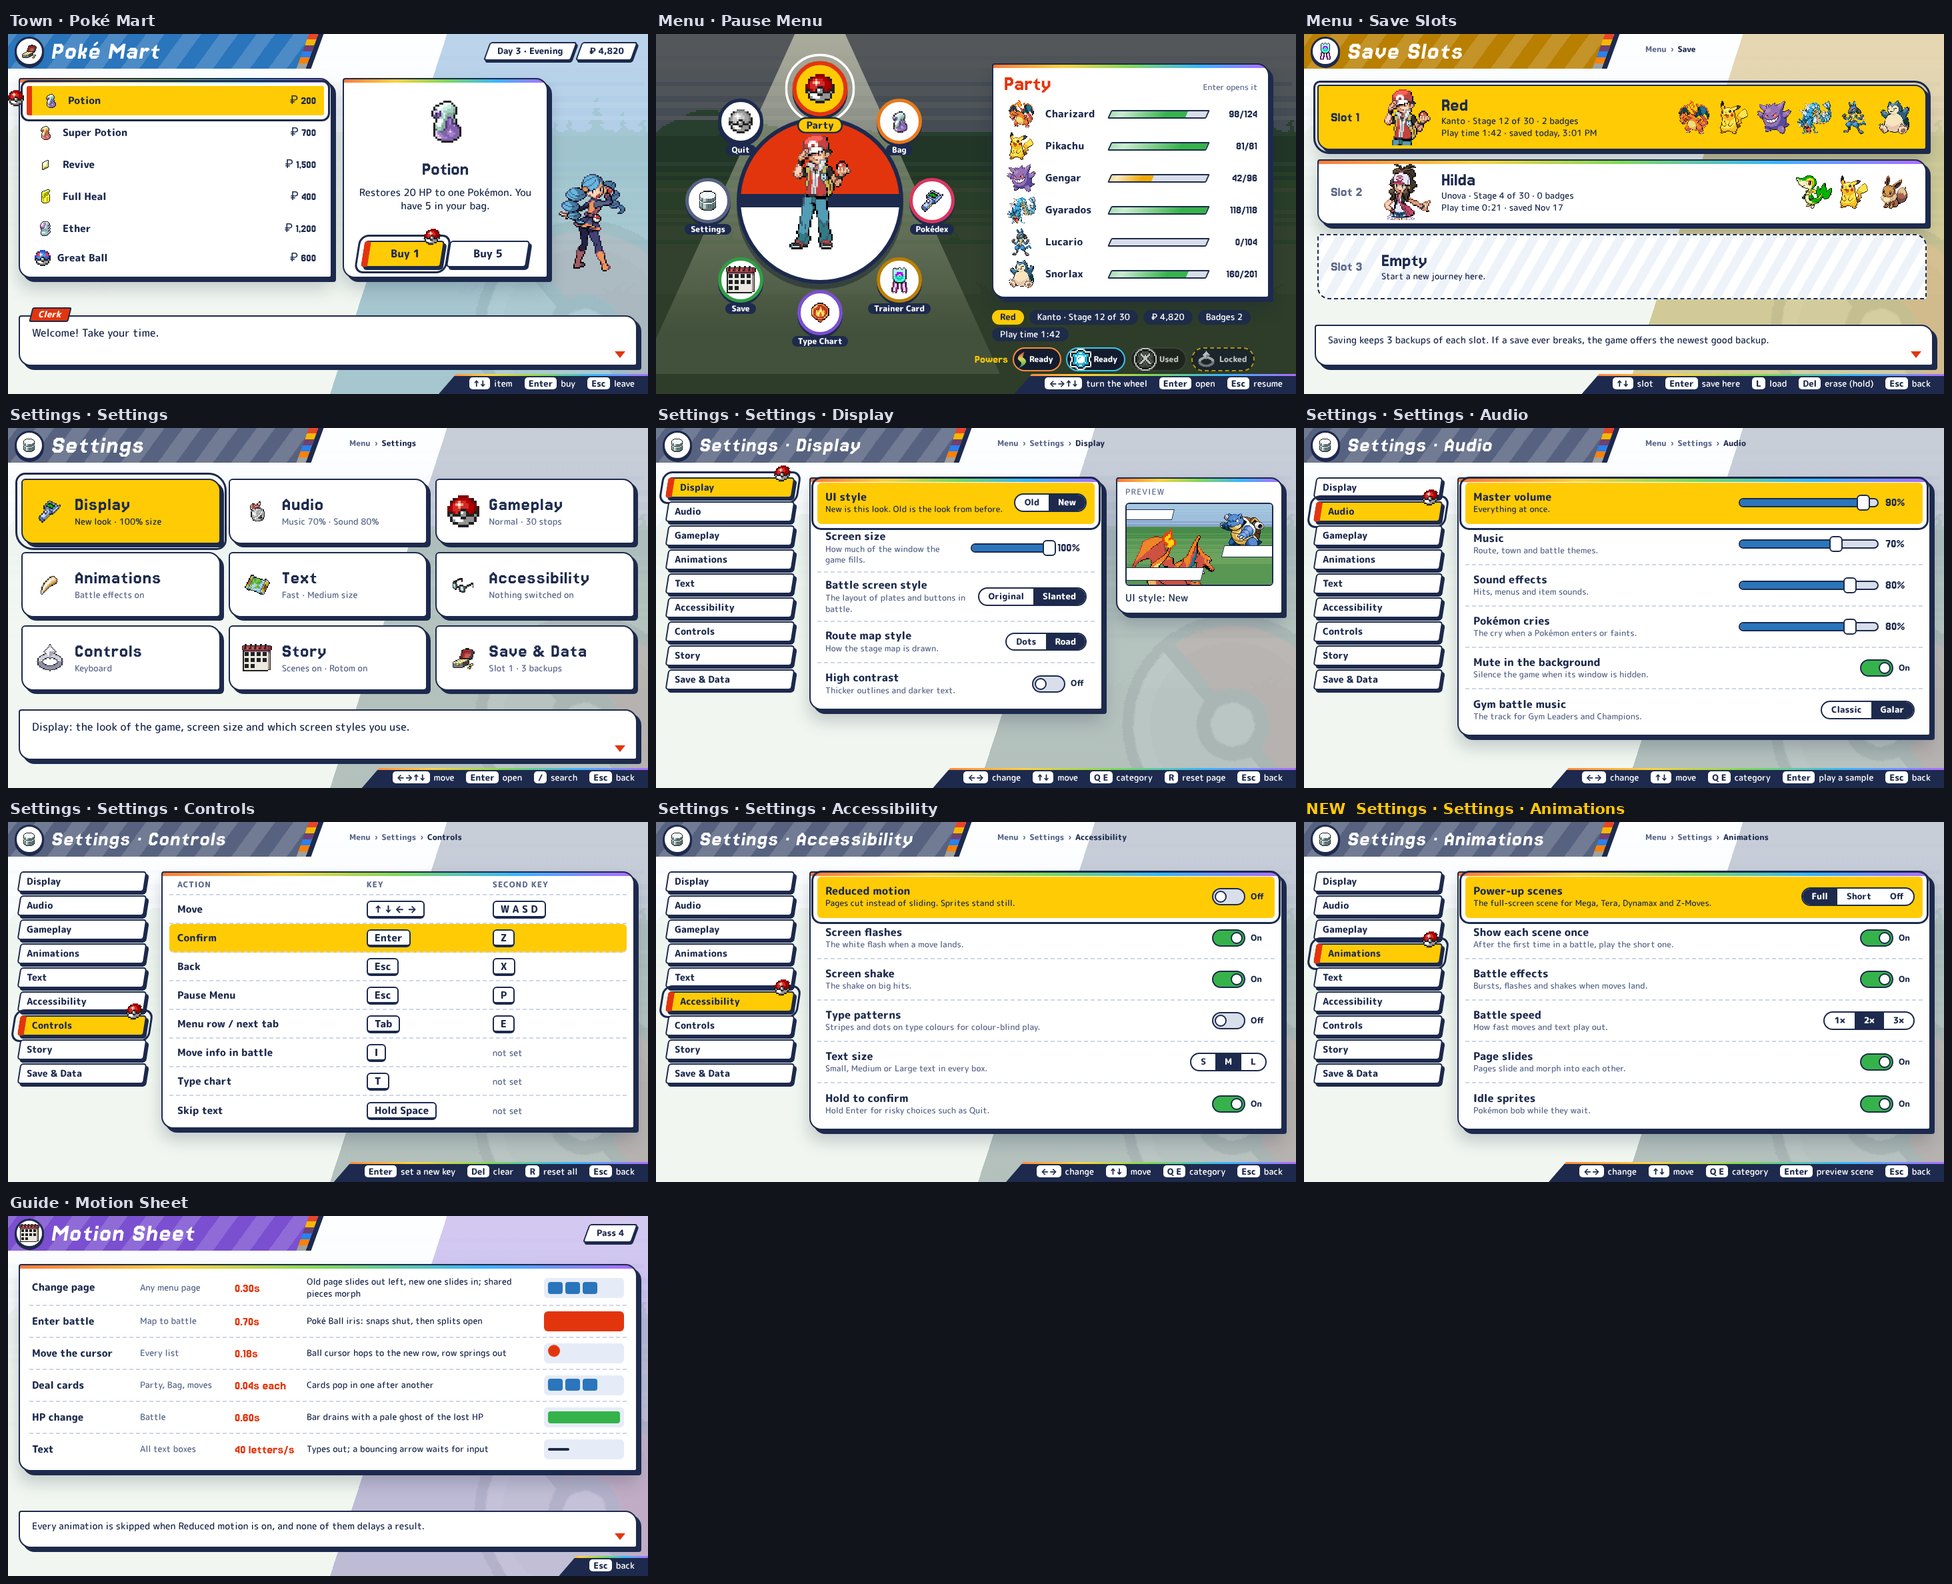 Town · Poké Mart
Poké Mart
Day 3 · Evening
₽ 4,820
Potion ₽ 200
Super Potion ₽ 700
Revive ₽ 1,500
Full Heal ₽ 400
Ether ₽ 1,200
Great Ball ₽ 600
Potion
Restores 20 HP to one Pokémon. You
have 5 in your bag.
Buy 1
Buy 5
Clerk
Welcome! Take your time.
↑↓ item Enter buy Esc leave
Menu · Pause Menu
Party
Quit
Bag
Settings
Pokédex
Save
Trainer Card
Type Chart
Party
Enter opens it
Charizard 98/124
Pikachu 81/81
Gengar 42/96
Gyarados 118/118
Lucario 0/104
Snorlax 160/201
Red
Kanto · Stage 12 of 30
₽ 4,820
Badges 2
Play time 1:42
Powers Ready Ready Used Locked
←→↑↓ turn the wheel Enter open Esc resume
Menu · Save Slots
Save Slots
Menu › Save
Slot 1
Red
Kanto · Stage 12 of 30 · 2 badges
Play time 1:42 · saved today, 3:01 PM
Slot 2
Hilda
Unova · Stage 4 of 30 · 0 badges
Play time 0:21 · saved Nov 17
Slot 3
Empty
Start a new journey here.
Saving keeps 3 backups of each slot. If a save ever breaks, the game offers the newest good backup.
↑↓ slot Enter save here L load Del erase (hold) Esc back
Settings · Settings
Settings
Menu › Settings
Display
New look · 100% size
Audio
Music 70% · Sound 80%
Gameplay
Normal · 30 stops
Animations
Battle effects on
Text
Fast · Medium size
Accessibility
Nothing switched on
Controls
Keyboard
Story
Scenes on · Rotom on
Save & Data
Slot 1 · 3 backups
Display: the look of the game, screen size and which screen styles you use.
←→↑↓ move Enter open / search Esc back
Settings · Settings · Display
Settings · Display
Menu › Settings › Display
Display
Audio
Gameplay
Animations
Text
Accessibility
Controls
Story
Save & Data
UI style
New is this look. Old is the look from before.
Old New
Screen size
How much of the window the
game fills.
100%
Battle screen style
The layout of plates and buttons in
battle.
Original Slanted
Route map style
How the stage map is drawn.
Dots Road
High contrast
Thicker outlines and darker text.
Off
PREVIEW
UI style: New
←→ change ↑↓ move Q E category R reset page Esc back
Settings · Settings · Audio
Settings · Audio
Menu › Settings › Audio
Display
Audio
Gameplay
Animations
Text
Accessibility
Controls
Story
Save & Data
Master volume
Everything at once.
90%
Music
Route, town and battle themes.
70%
Sound effects
Hits, menus and item sounds.
80%
Pokémon cries
The cry when a Pokémon enters or faints.
80%
Mute in the background
Silence the game when its window is hidden.
On
Gym battle music
The track for Gym Leaders and Champions.
Classic Galar
←→ change ↑↓ move Q E category Enter play a sample Esc back
Settings · Settings · Controls
Settings · Controls
Menu › Settings › Controls
Display
Audio
Gameplay
Animations
Text
Accessibility
Controls
Story
Save & Data
ACTION KEY SECOND KEY
Move ↑ ↓ ← → W A S D
Confirm Enter Z
Back Esc X
Pause Menu Esc P
Menu row / next tab Tab E
Move info in battle I not set
Type chart T not set
Skip text Hold Space not set
Enter set a new key Del clear R reset all Esc back
Settings · Settings · Accessibility
Settings · Accessibility
Menu › Settings › Accessibility
Display
Audio
Gameplay
Animations
Text
Accessibility
Controls
Story
Save & Data
Reduced motion
Pages cut instead of sliding. Sprites stand still.
Off
Screen flashes
The white flash when a move lands.
On
Screen shake
The shake on big hits.
On
Type patterns
Stripes and dots on type colours for colour-blind play.
Off
Text size
Small, Medium or Large text in every box.
S M L
Hold to confirm
Hold Enter for risky choices such as Quit.
On
←→ change ↑↓ move Q E category Esc back
NEW Settings · Settings · Animations
Settings · Animations
Menu › Settings › Animations
Display
Audio
Gameplay
Animations
Text
Accessibility
Controls
Story
Save & Data
Power-up scenes
The full-screen scene for Mega, Tera, Dynamax and Z-Moves.
Full Short Off
Show each scene once
After the first time in a battle, play the short one.
On
Battle effects
Bursts, flashes and shakes when moves land.
On
Battle speed
How fast moves and text play out.
1× 2× 3×
Page slides
Pages slide and morph into each other.
On
Idle sprites
Pokémon bob while they wait.
On
←→ change ↑↓ move Q E category Enter preview scene Esc back
Guide · Motion Sheet
Motion Sheet
Pass 4
Change page Any menu page 0.30s Old page slides out left, new one slides in; shared
pieces morph
Enter battle Map to battle 0.70s Poké Ball iris: snaps shut, then splits open
Move the cursor Every list 0.18s Ball cursor hops to the new row, row springs out
Deal cards Party, Bag, moves 0.04s each Cards pop in one after another
HP change Battle 0.60s Bar drains with a pale ghost of the lost HP
Text All text boxes 40 letters/s Types out; a bouncing arrow waits for input
Every animation is skipped when Reduced motion is on, and none of them delays a result.
Esc back